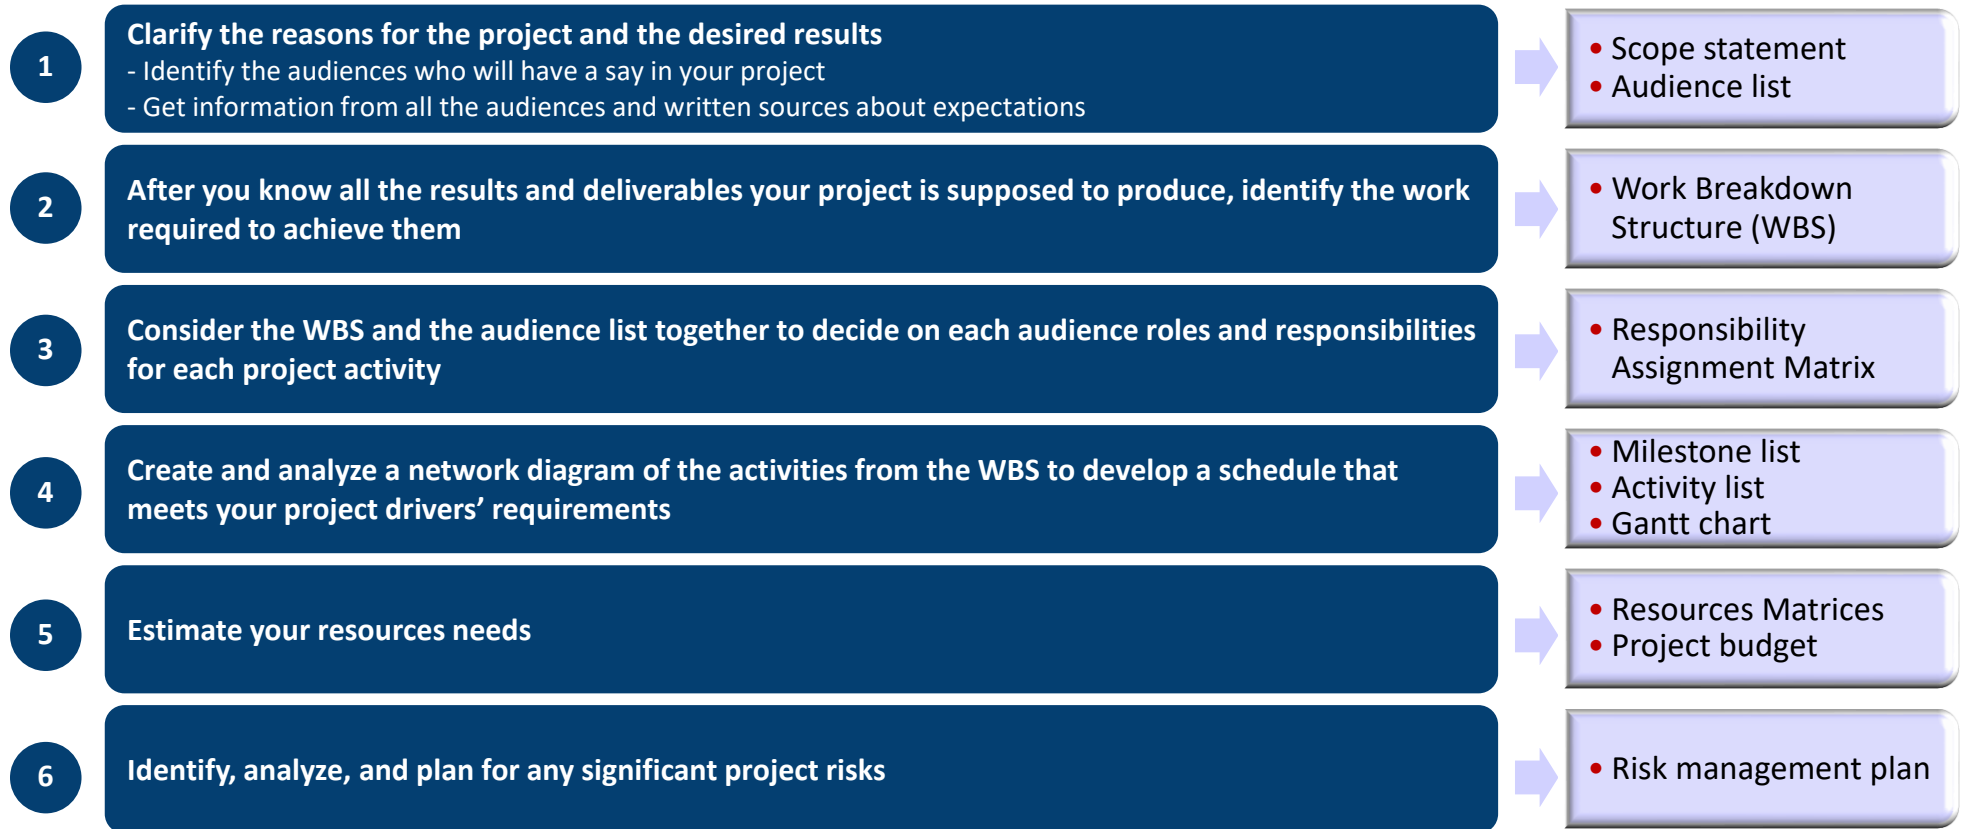 1
Clarify the reasons for the project and the desired results
- Identify the audiences who will have a say in your project
- Get information from all the audiences and written sources about expectations
• Scope statement
• Audience list
2
After you know all the results and deliverables your project is supposed to produce, identify the work
required to achieve them
• Work Breakdown
Structure (WBS)
3
Consider the WBS and the audience list together to decide on each audience roles and responsibilities
for each project activity
• Responsibility
Assignment Matrix
4
Create and analyze a network diagram of the activities from the WBS to develop a schedule that
meets your project drivers’ requirements
• Milestone list
• Activity list
• Gantt chart
5
Estimate your resources needs
• Resources Matrices
• Project budget
6
Identify, analyze, and plan for any significant project risks
• Risk management plan